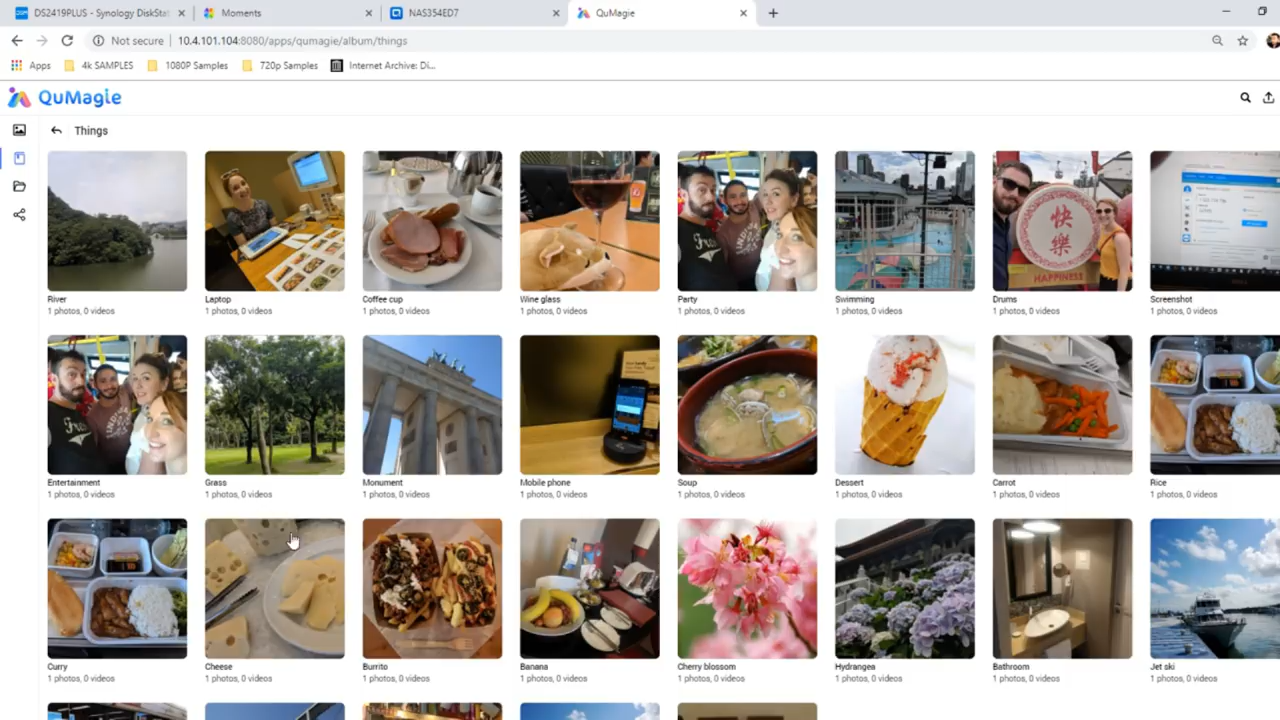 DS2419PLUS - Synology DiskStat
Moments
NAS354ED7
QuMagie
Not secure
10.4.101.104:8080/apps/qumagie/album/things
Apps
4k SAMPLES
1080P Samples
720p Samples
Internet Archive: Di...
QuMagie
Things
快
樂
HAPPINESS
River
Laptop
Coffee cup
Wine glass
Party
Swimming
Drums
Screenshot
1 photos, 0 videos
1 photos, 0 videos
1 photos, 0 videos
1 photos, 0 videos
1 photos, 0 videos
1 photos, 0 videos
1 photos, 0 videos
1 photos, 0 videos
Entertainment
Grass
Monument
Mobile phone
Soup
Dessert
Carrot
Rice
1 photos, 0 videos
1 photos, 0 videos
1 photos, 0 videos
1 photos, 0 videos
1 photos, 0 videos
1 photos, 0 videos
1 photos, 0 videos
1 photos, 0 videos
Curry
Cheese
Burrito
Banana
Cherry blossom
Hydrangea
Bathroom
Jet ski
1 photos, 0 videos
1 photos, 0 videos
1 photos, 0 videos
1 photos, 0 videos
1 photos, 0 videos
1 photos, 0 videos
1 photos, 0 videos
1 photos, 0 videos